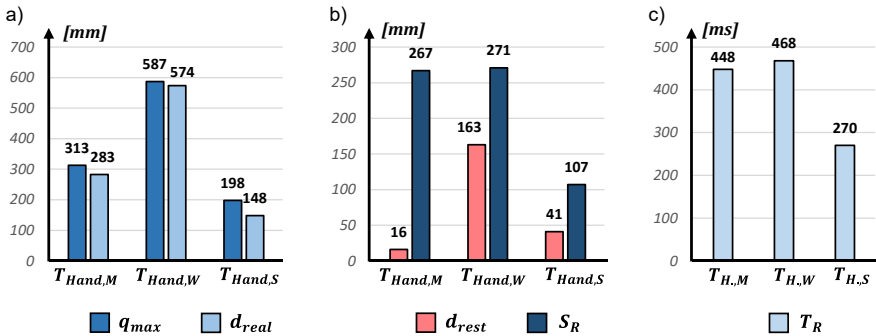 a)
[mm]
700
600
500
400
300
200
100
0
313
283
587
574
198
148
T_Hand,M
T_Hand,W
T_Hand,S
q_max
d_real
b)
[mm]
300
250
200
150
100
50
0
16
267
163
271
41
107
T_Hand,M
T_Hand,W
T_Hand,S
d_rest
S_R
c)
[ms]
500
400
300
200
100
0
448
468
270
T_H.,M
T_H.,W
T_H.,S
T_R